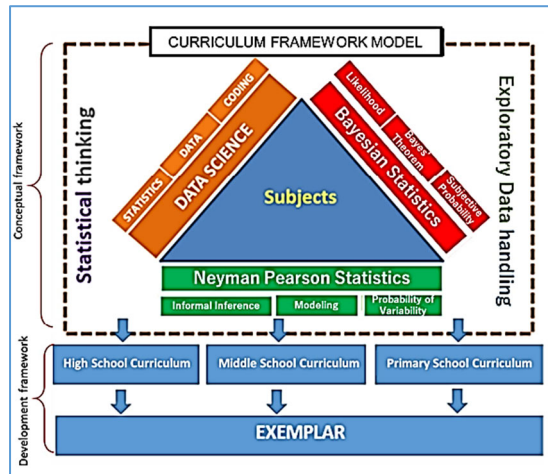 CURRICULUM FRAMEWORK MODEL
Conceptual framework
Statistical thinking
STATISTICS
DATA
CODING
DATA SCIENCE
Subjects
Likelihood
Bayes'
Theorem
Subjective
Probability
Bayesian Statistics
Exploratory Data handling
Neyman Pearson Statistics
Informal Inference
Modeling
Probability of
Variability
Development framework
High School Curriculum
Middle School Curriculum
Primary School Curriculum
EXEMPLAR